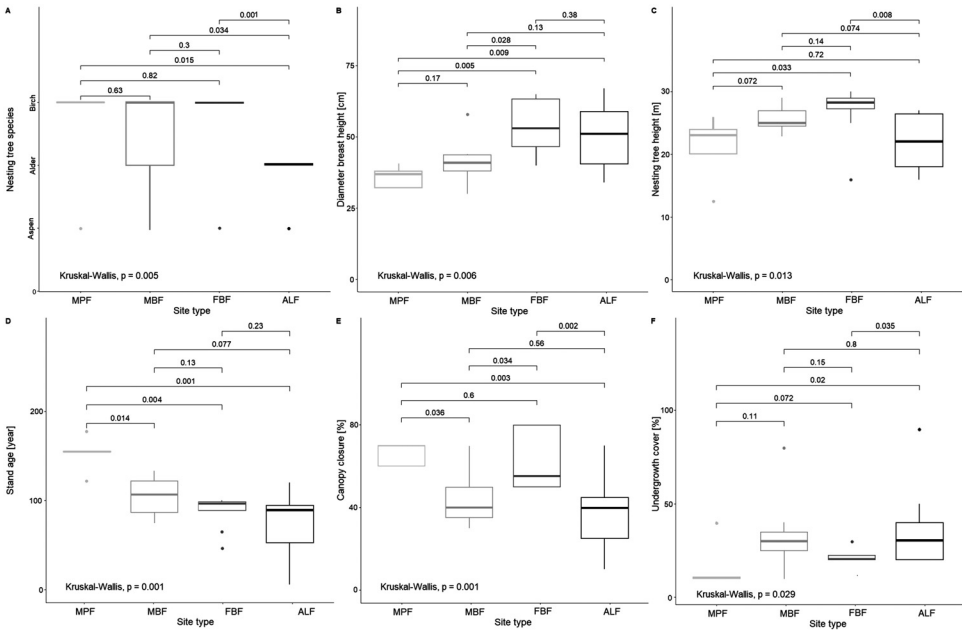 A
0.001
0.034
0.3
0.015
0.82
0.63
Nesting tree species
Birch
Alder
Aspen
0
Kruskal-Wallis, p = 0.005
MPF MBF FBF ALF
Site type
B
0.38
0.13
0.028
0.009
0.005
0.17
Diameter breast height [cm]
75
50
25
0
Kruskal-Wallis, p = 0.006
MPF MBF FBF ALF
Site type
C
0.008
0.074
0.14
0.72
0.033
0.072
Nesting tree height [m]
30
20
10
0
Kruskal-Wallis, p = 0.013
MPF MBF FBF ALF
Site type
D
0.23
0.077
0.13
0.001
0.004
0.014
Stand age [year]
200
100
0
Kruskal-Wallis, p = 0.001
MPF MBF FBF ALF
Site type
E
0.002
0.56
0.034
0.003
0.6
0.036
Canopy closure [%]
80
40
0
Kruskal-Wallis, p = 0.001
MPF MBF FBF ALF
Site type
F
0.035
0.8
0.15
0.02
0.072
0.11
Undergrowth cover [%]
100
50
0
Kruskal-Wallis, p = 0.029
MPF MBF FBF ALF
Site type